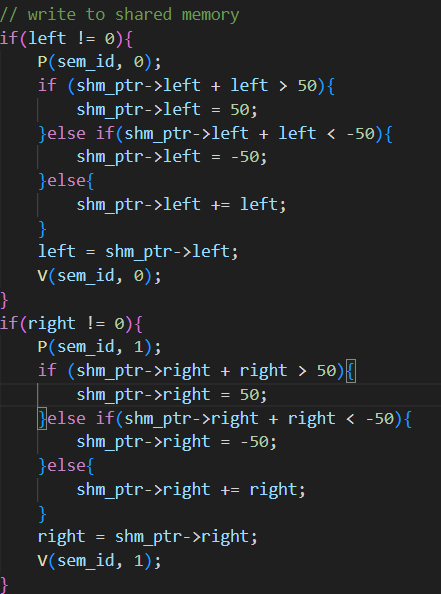 // write to shared memory
if(left != 0){
    P(sem_id, 0);
    if (shm_ptr->left + left > 50){
        shm_ptr->left = 50;
    }else if(shm_ptr->left + left < -50){
        shm_ptr->left = -50;
    }else{
        shm_ptr->left += left;
    }
    left = shm_ptr->left;
    V(sem_id, 0);
}
if(right != 0){
    P(sem_id, 1);
    if (shm_ptr->right + right > 50){
        shm_ptr->right = 50;
    }else if(shm_ptr->right + right < -50){
        shm_ptr->right = -50;
    }else{
        shm_ptr->right += right;
    }
    right = shm_ptr->right;
    V(sem_id, 1);
}